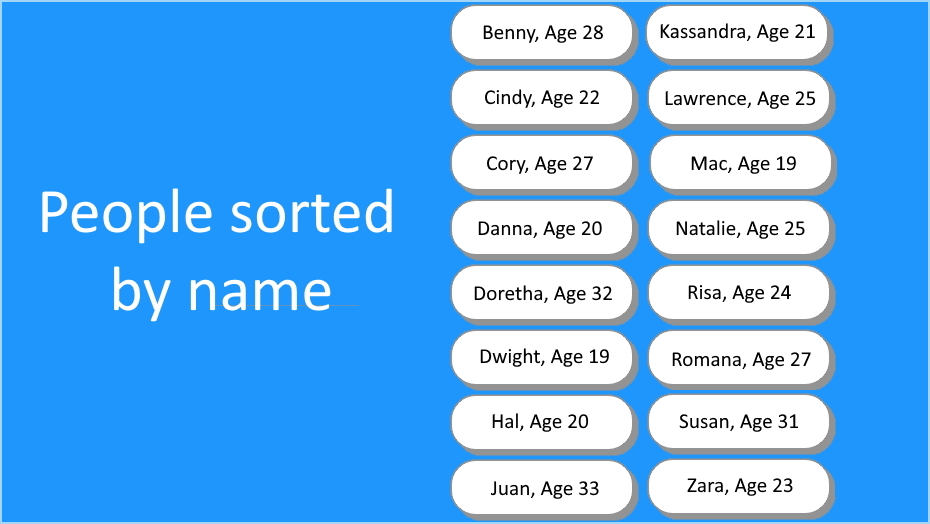 People sorted
by name
Benny, Age 28
Cindy, Age 22
Cory, Age 27
Danna, Age 20
Doretha, Age 32
Dwight, Age 19
Hal, Age 20
Juan, Age 33
Kassandra, Age 21
Lawrence, Age 25
Mac, Age 19
Natalie, Age 25
Risa, Age 24
Romana, Age 27
Susan, Age 31
Zara, Age 23